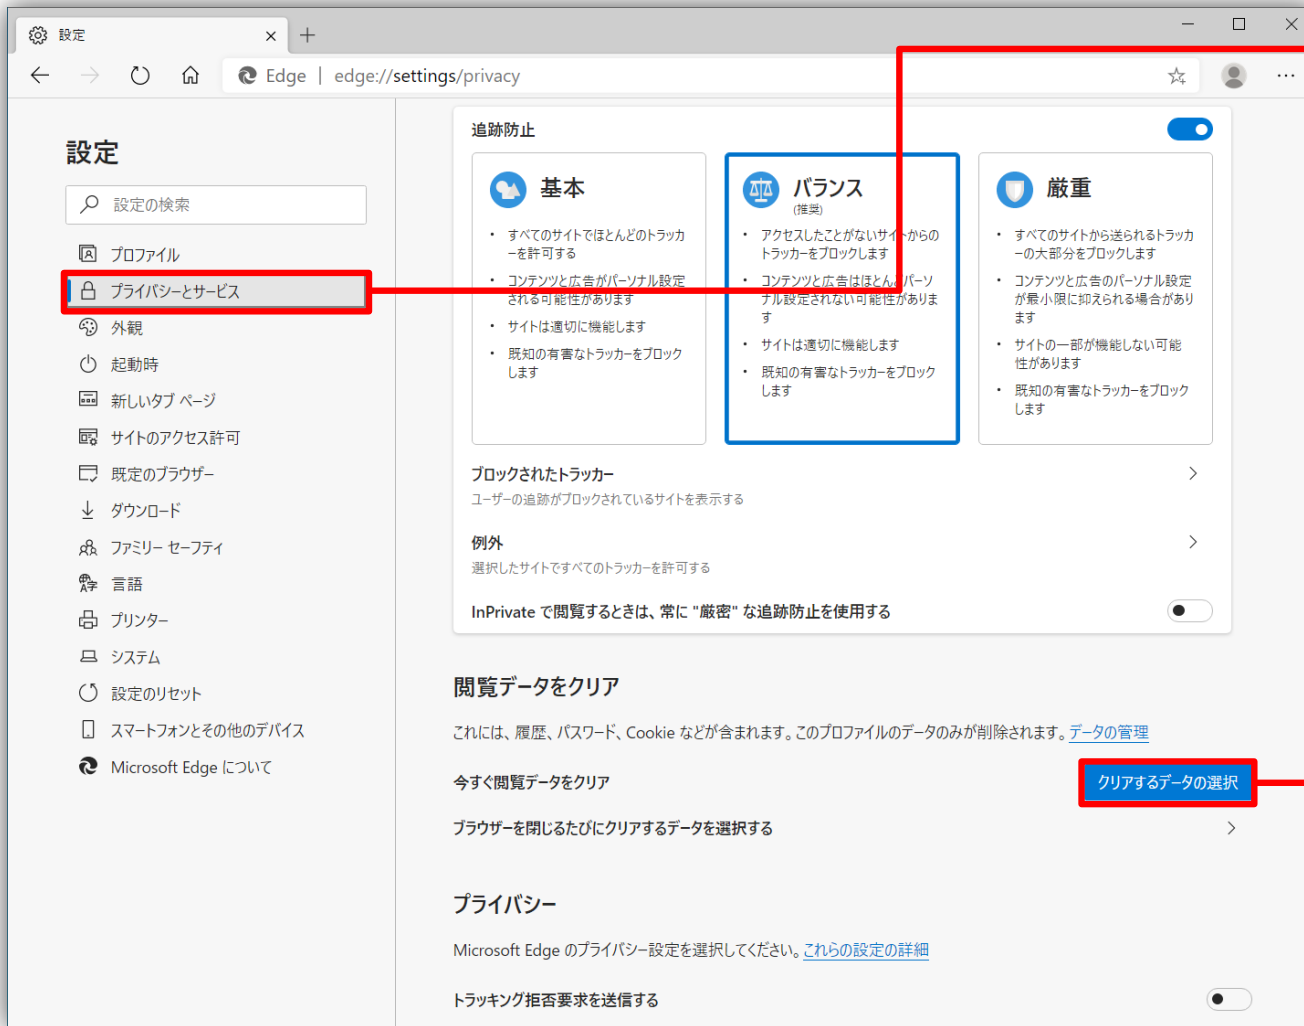 設定
Edge | edge://settings/privacy
設定
設定の検索
プロファイル
プライバシーとサービス
外観
起動時
新しいタブ ページ
サイトのアクセス許可
既定のブラウザー
ダウンロード
ファミリー セーフティ
言語
プリンター
システム
設定のリセット
スマートフォンとその他のデバイス
Microsoft Edge について
追跡防止
基本
・ すべてのサイトでほとんどのトラッカ
ーを許可する
・ コンテンツと広告がパーソナル設定
される可能性があります
・ サイトは適切に機能します
・ 既知の有害なトラッカーをブロック
します
バランス
(推奨)
・ アクセスしたことがないサイトからの
トラッカーをブロックします
・ コンテンツと広告はほとんどパーソ
ナル設定されない可能性がありま
す
・ サイトは適切に機能します
・ 既知の有害なトラッカーをブロック
します
厳重
・ すべてのサイトから送られるトラッカ
ーの大部分をブロックします
・ コンテンツと広告のパーソナル設定
が最小限に抑えられる場合があり
ます
・ サイトの一部が機能しない可能
性があります
・ 既知の有害なトラッカーをブロック
します
ブロックされたトラッカー
ユーザーの追跡がブロックされているサイトを表示する
例外
選択したサイトですべてのトラッカーを許可する
InPrivate で閲覧するときは、常に "厳密" な追跡防止を使用する
閲覧データをクリア
これには、履歴、パスワード、Cookie などが含まれます。このプロファイルのデータのみが削除されます。データの管理
今すぐ閲覧データをクリア
クリアするデータの選択
ブラウザーを閉じるたびにクリアするデータを選択する
プライバシー
Microsoft Edge のプライバシー設定を選択してください。これらの設定の詳細
トラッキング拒否要求を送信する